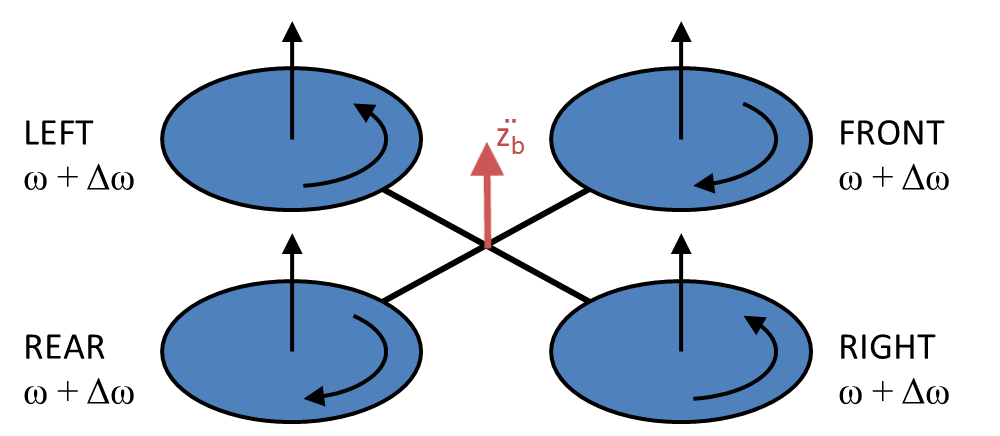 LEFT
ω + Δω
z̈b
FRONT
ω + Δω
REAR
ω + Δω
RIGHT
ω + Δω